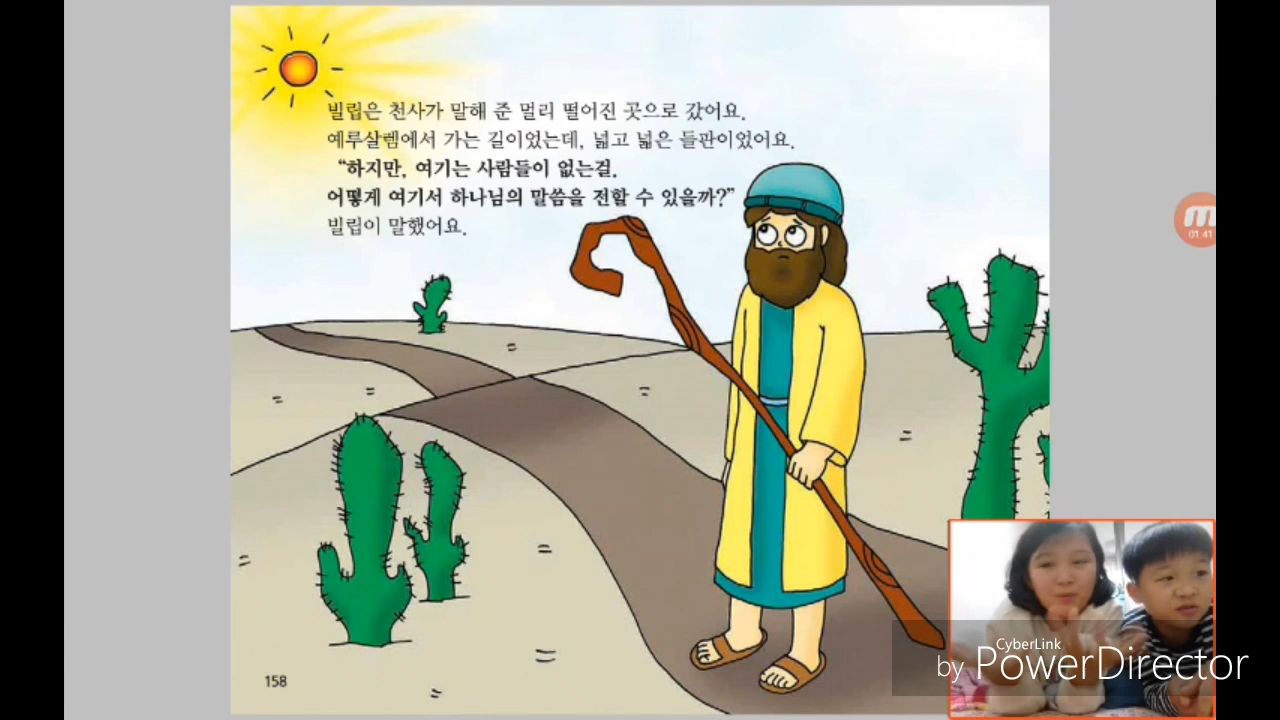 빌립은 천사가 말해 준 멀리 떨어진 곳으로 갔어요.
예루살렘에서 가는 길이었는데, 넓고 넓은 들판이었어요.
"하지만, 여기는 사람들이 없는걸.
어떻게 여기서 하나님의 말씀을 전할 수 있을까?"
빌립이 말했어요.
01:41
158
CyberLink
by PowerDirector